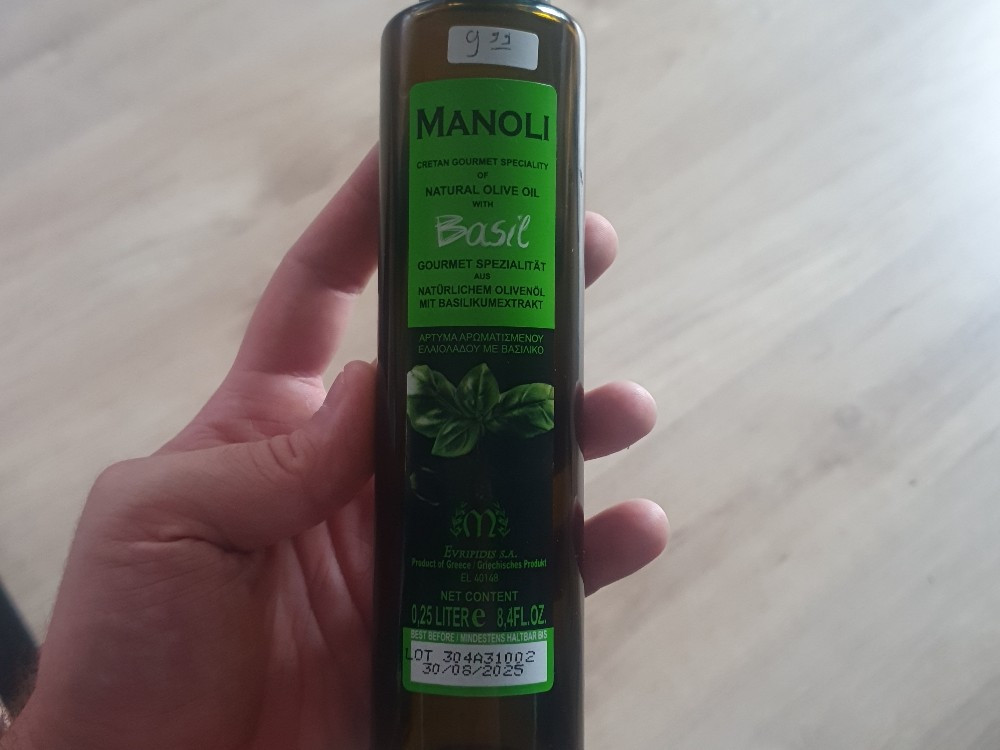 9 99
MANOLI
CRETAN GOURMET SPECIALITY
OF
NATURAL OLIVE OIL
WITH
Basil
GOURMET SPEZIALITÄT
AUS
NATÜRLICHEM OLIVENÖL
MIT BASILIKUMEXTRAKT
ΑΡΤΥΜΑ ΑΡΩΜΑΤΙΣΜΕΝΟΥ
ΕΛΑΙΟΛΑΔΟΥ ΜΕ ΒΑΣΙΛΙΚΟ
M
EVRIPIDIS S.A.
Product of Greece / Griechisches Produkt
EL 40148
NET CONTENT
0,25 LITER e 8,4FL.OZ.
BEST BEFORE / MINDESTENS HALTBAR BIS
LOT 304A31002
30/08/2025